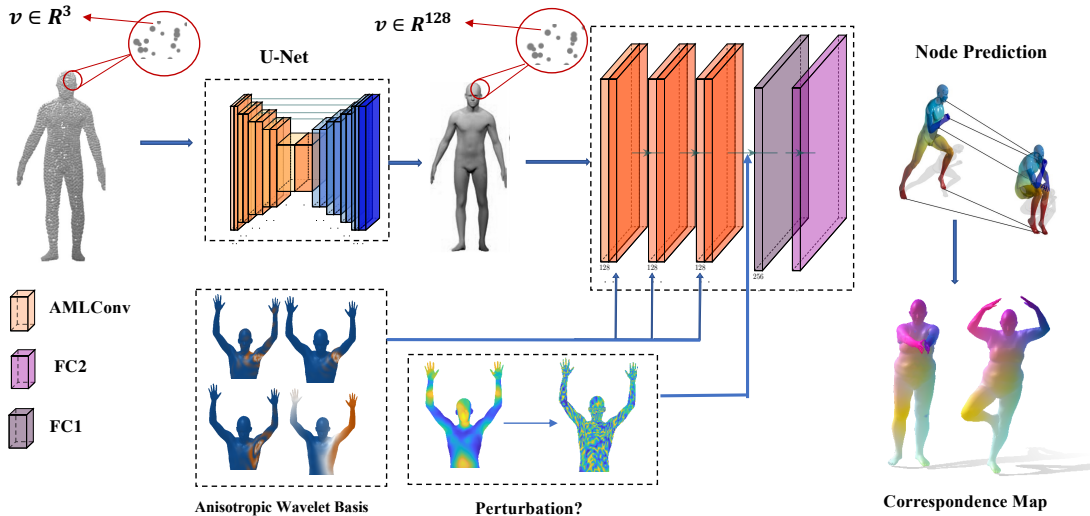 v ∈ R³
U-Net
v ∈ R¹²⁸
Node Prediction
128
128
128
256
AMLConv
FC2
FC1
Anisotropic Wavelet Basis
Perturbation?
Correspondence Map